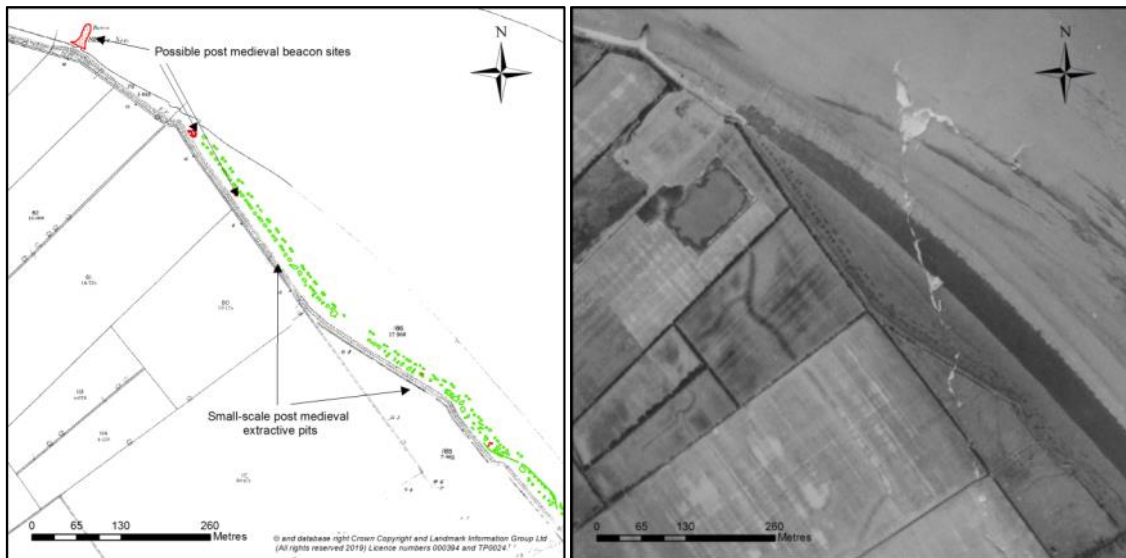 N
Possible post medieval beacon sites
80
Small-scale post medieval
extractive pits
0 65 130 260
Metres
© and database right Crown Copyright and Landmark Information Group Ltd
(All rights reserved 2019) Licence numbers 000394 and TP0024.
N
0 65 130 260
Metres